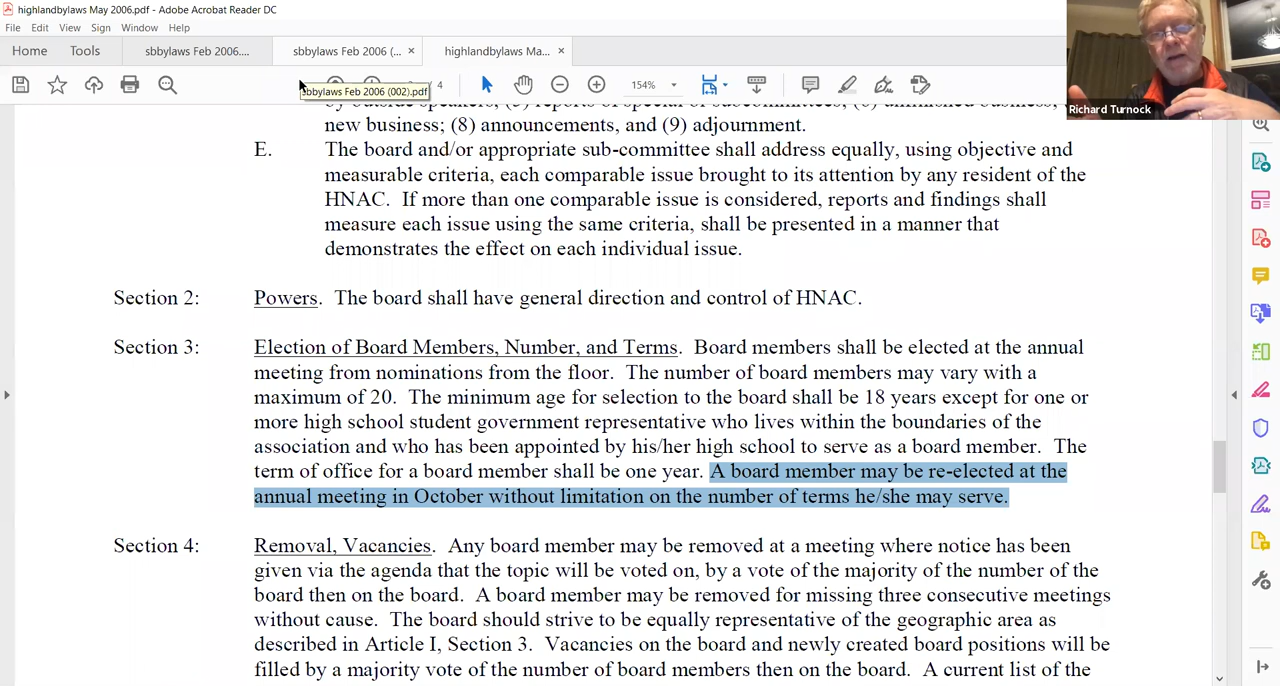 highlandbylaws May 2006.pdf - Adobe Acrobat Reader DC
File Edit View Sign Window Help
Home Tools sbbylaws Feb 2006.... sbbylaws Feb 2006 (... × highlandbylaws Ma... ×
/ 4 154%
sbbylaws Feb 2006 (002).pdf
Richard Turnock
by outside speakers; (5) reports of special or subcommittees; (6) unfinished business;
new business; (8) announcements, and (9) adjournment.
E. The board and/or appropriate sub-committee shall address equally, using objective and
measurable criteria, each comparable issue brought to its attention by any resident of the
HNAC. If more than one comparable issue is considered, reports and findings shall
measure each issue using the same criteria, shall be presented in a manner that
demonstrates the effect on each individual issue.
Section 2: Powers. The board shall have general direction and control of HNAC.
Section 3: Election of Board Members, Number, and Terms. Board members shall be elected at the annual
meeting from nominations from the floor. The number of board members may vary with a
maximum of 20. The minimum age for selection to the board shall be 18 years except for one or
more high school student government representative who lives within the boundaries of the
association and who has been appointed by his/her high school to serve as a board member. The
term of office for a board member shall be one year. A board member may be re-elected at the
annual meeting in October without limitation on the number of terms he/she may serve.
Section 4: Removal, Vacancies. Any board member may be removed at a meeting where notice has been
given via the agenda that the topic will be voted on, by a vote of the majority of the number of the
board then on the board. A board member may be removed for missing three consecutive meetings
without cause. The board should strive to be equally representative of the geographic area as
described in Article I, Section 3. Vacancies on the board and newly created board positions will be
filled by a majority vote of the number of board members then on the board. A current list of the